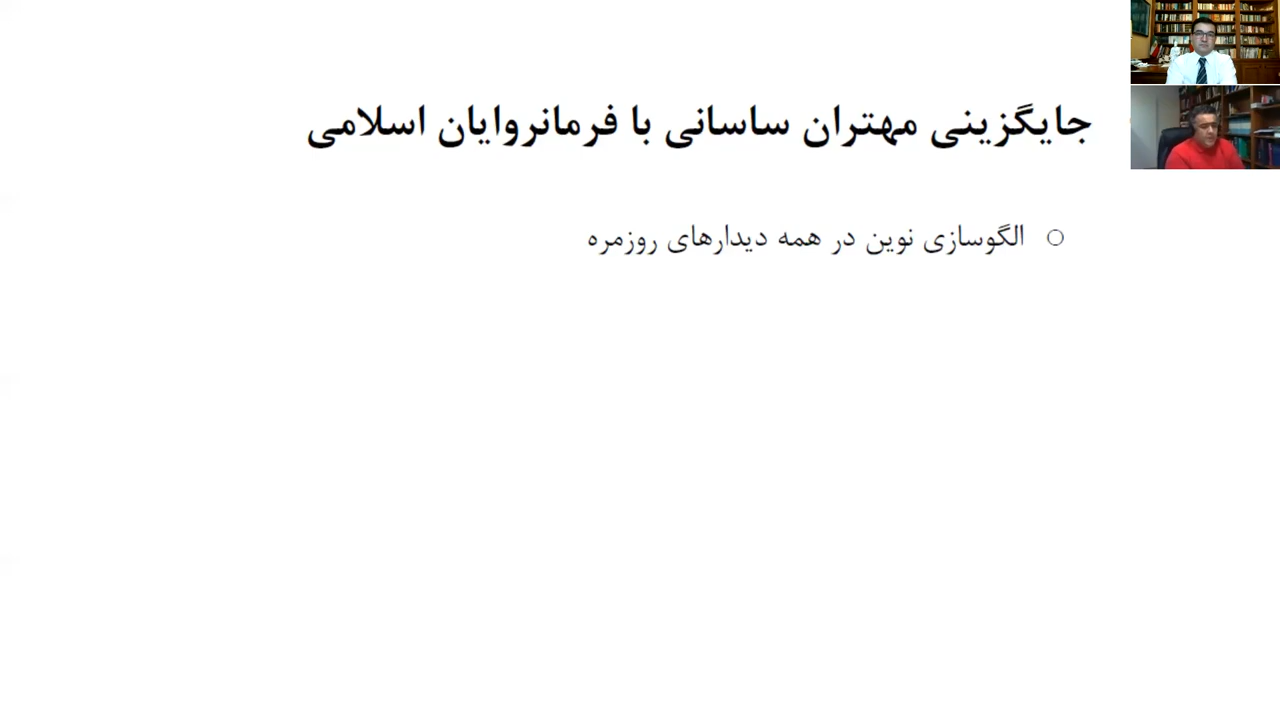 جایگزینی مهتران ساسانی با فرمانروایان اسلامی
الگوسازی نوین در همه دیدارهای روزمره